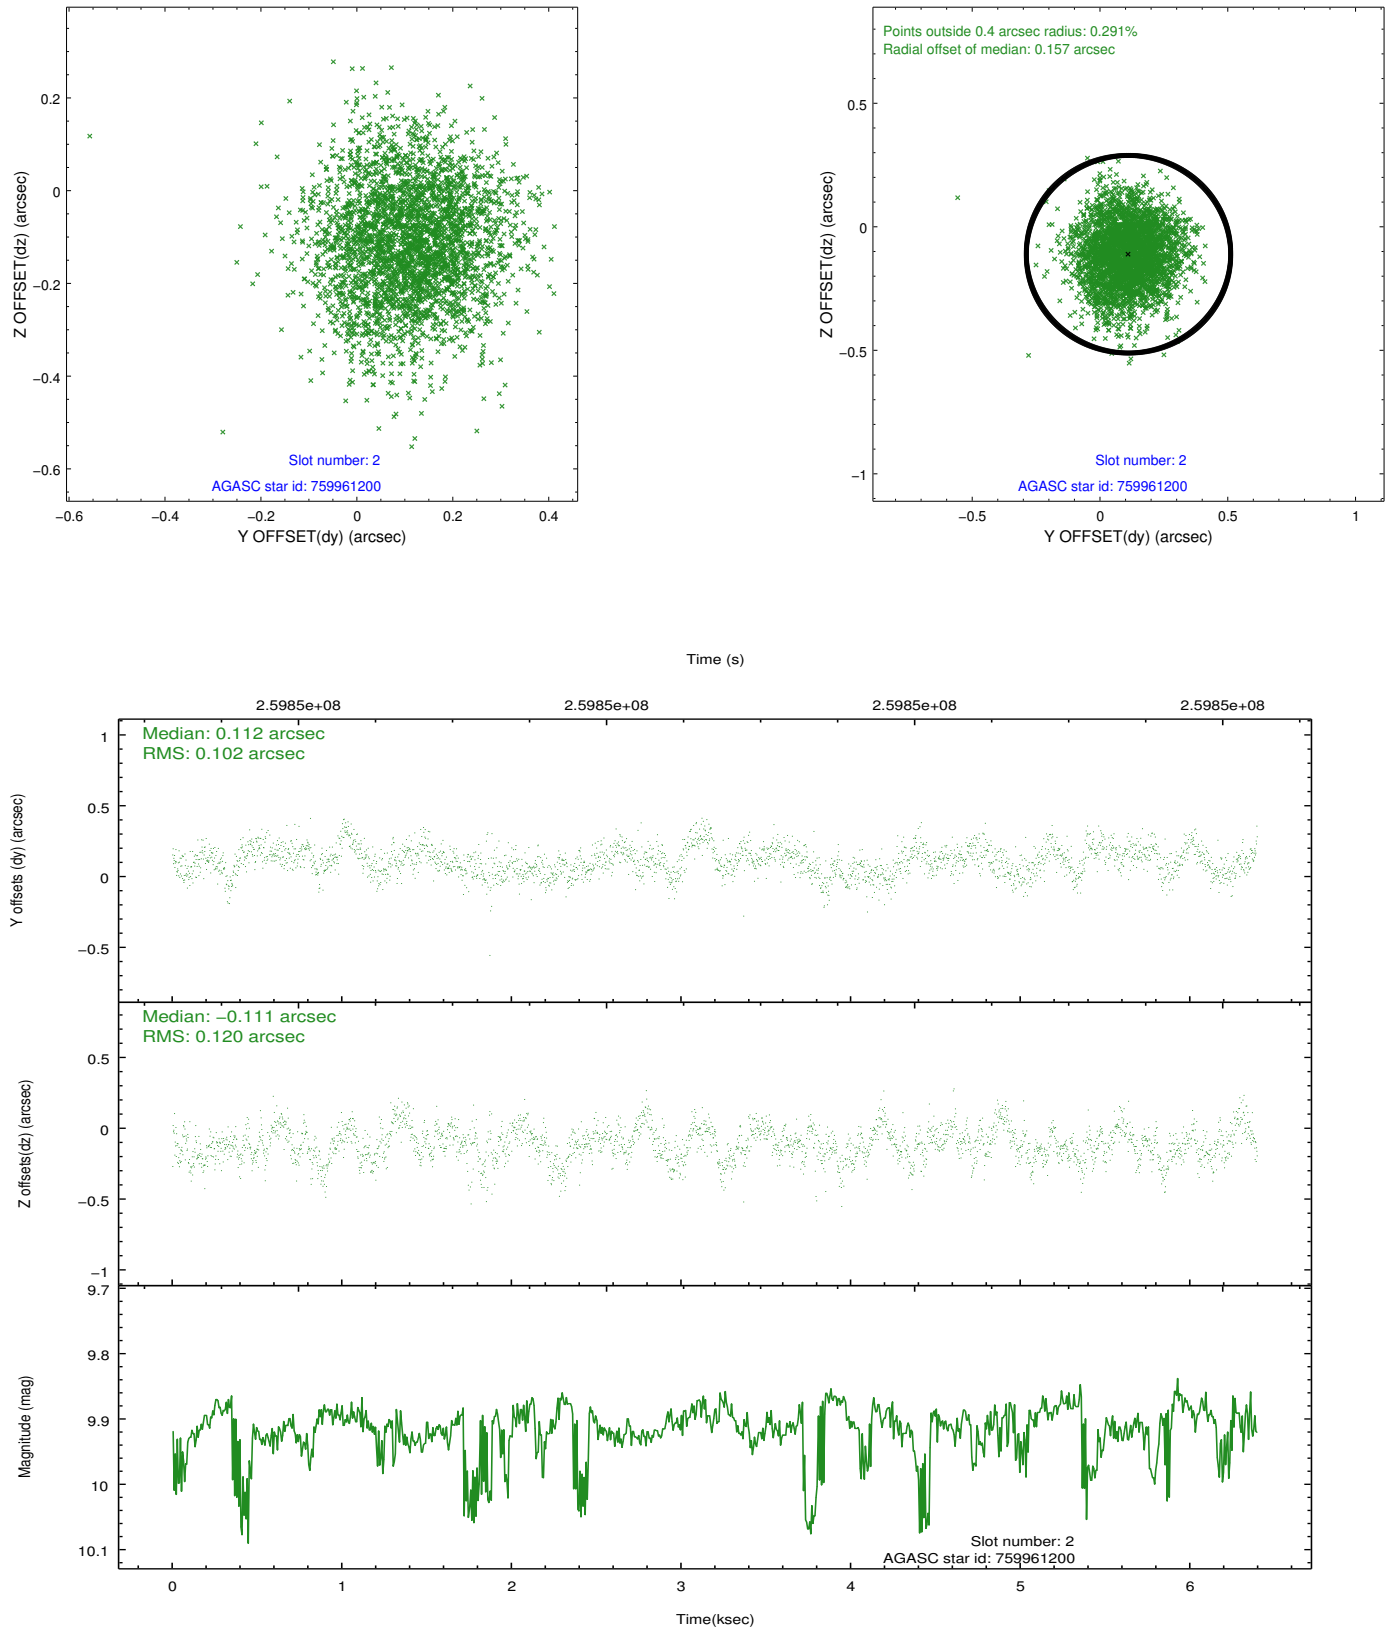 0.2
0
−0.2
−0.4
−0.6
Z OFFSET(dz) (arcsec)
Slot number: 2
AGASC star id: 759961200
−0.6 −0.4 −0.2 0 0.2 0.4
Y OFFSET(dy) (arcsec)
Points outside 0.4 arcsec radius: 0.291%
Radial offset of median: 0.157 arcsec
0.5
0
−0.5
−1
Z OFFSET(dz) (arcsec)
Slot number: 2
AGASC star id: 759961200
−0.5 0 0.5 1
Y OFFSET(dy) (arcsec)
Time (s)
2.5985e+08 2.5985e+08 2.5985e+08 2.5985e+08
Median: 0.112 arcsec
RMS: 0.102 arcsec
1
0.5
0
−0.5
Y offsets (dy) (arcsec)
Median: −0.111 arcsec
RMS: 0.120 arcsec
0.5
0
−0.5
−1
Z offsets(dz) (arcsec)
9.7
9.8
9.9
10
10.1
Magnitude (mag)
Slot number: 2
AGASC star id: 759961200
0 1 2 3 4 5 6
Time(ksec)